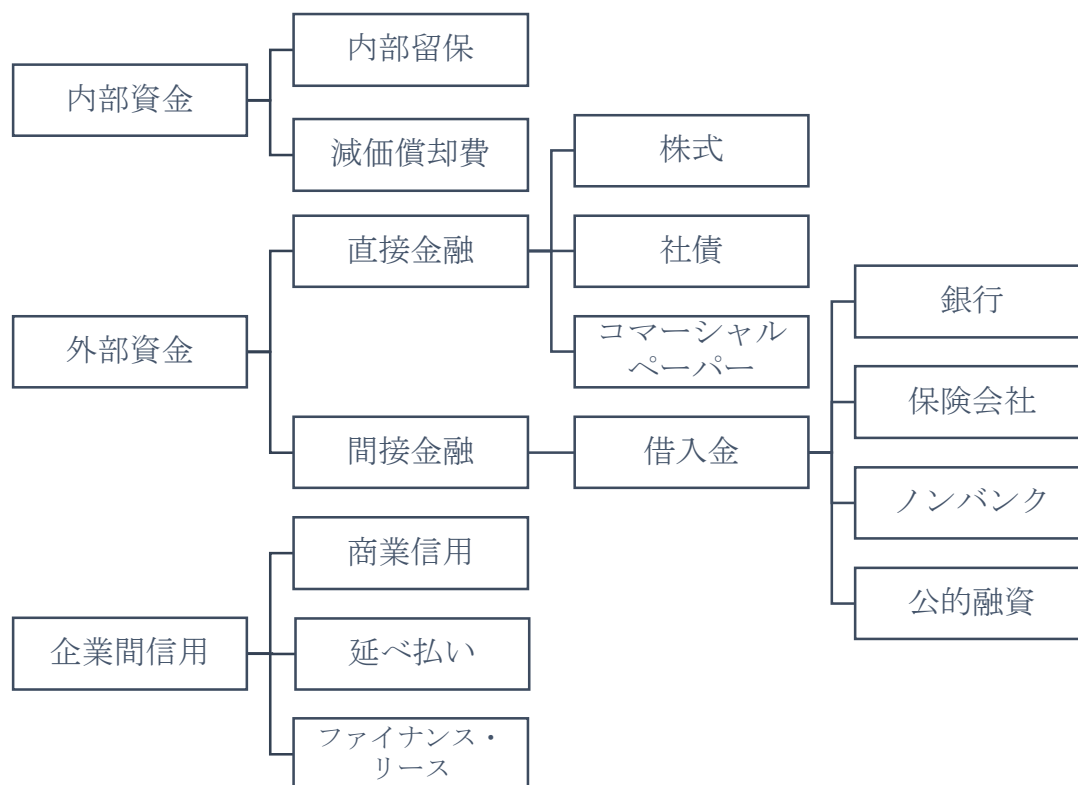 内部資金
内部留保
減価償却費
外部資金
直接金融
株式
社債
コマーシャル
ペーパー
間接金融
借入金
銀行
保険会社
ノンバンク
公的融資
企業間信用
商業信用
延べ払い
ファイナンス・
リース